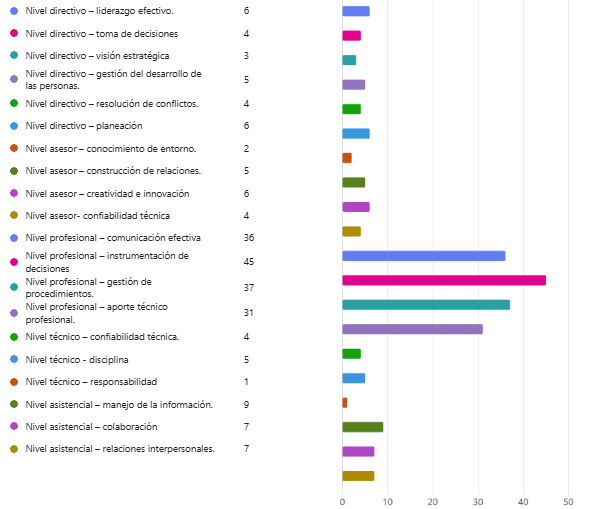 Nivel directivo – liderazgo efectivo. 6
Nivel directivo – toma de decisiones 4
Nivel directivo – visión estratégica 3
Nivel directivo – gestión del desarrollo de
las personas. 5
Nivel directivo – resolución de conflictos. 4
Nivel directivo – planeación 6
Nivel asesor – conocimiento de entorno. 2
Nivel asesor – construcción de relaciones. 5
Nivel asesor – creatividad e innovación 6
Nivel asesor- confiabilidad técnica 4
Nivel profesional – comunicación efectiva 36
Nivel profesional – instrumentación de
decisiones 45
Nivel profesional – gestión de
procedimientos. 37
Nivel profesional – aporte técnico
profesional. 31
Nivel técnico – confiabilidad técnica. 4
Nivel técnico - disciplina 5
Nivel técnico – responsabilidad 1
Nivel asistencial – manejo de la información. 9
Nivel asistencial – colaboración 7
Nivel asistencial – relaciones interpersonales. 7
0 10 20 30 40 50